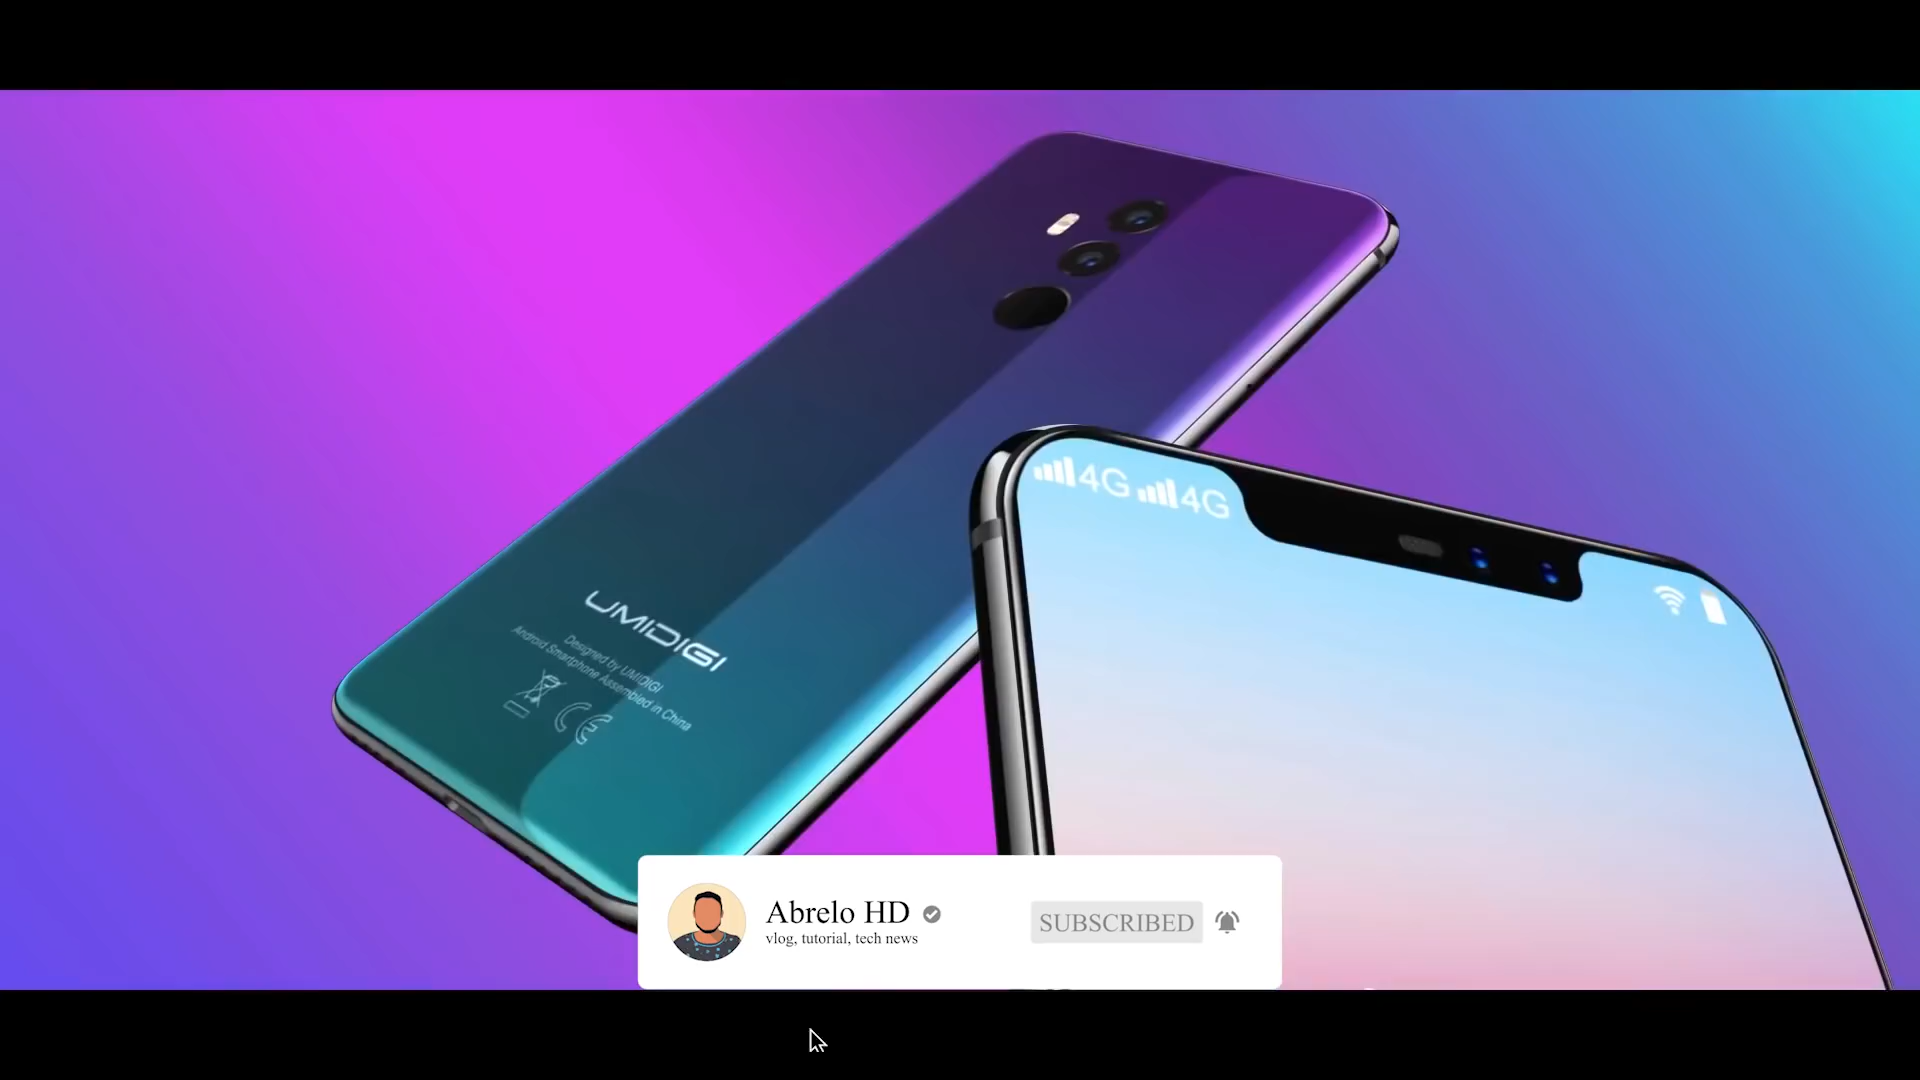 4G 4G
UMIDIGI
Designed by UMIDIGI
Android Smartphone Assembled in China
CE
Abrelo HD
vlog, tutorial, tech news
SUBSCRIBED